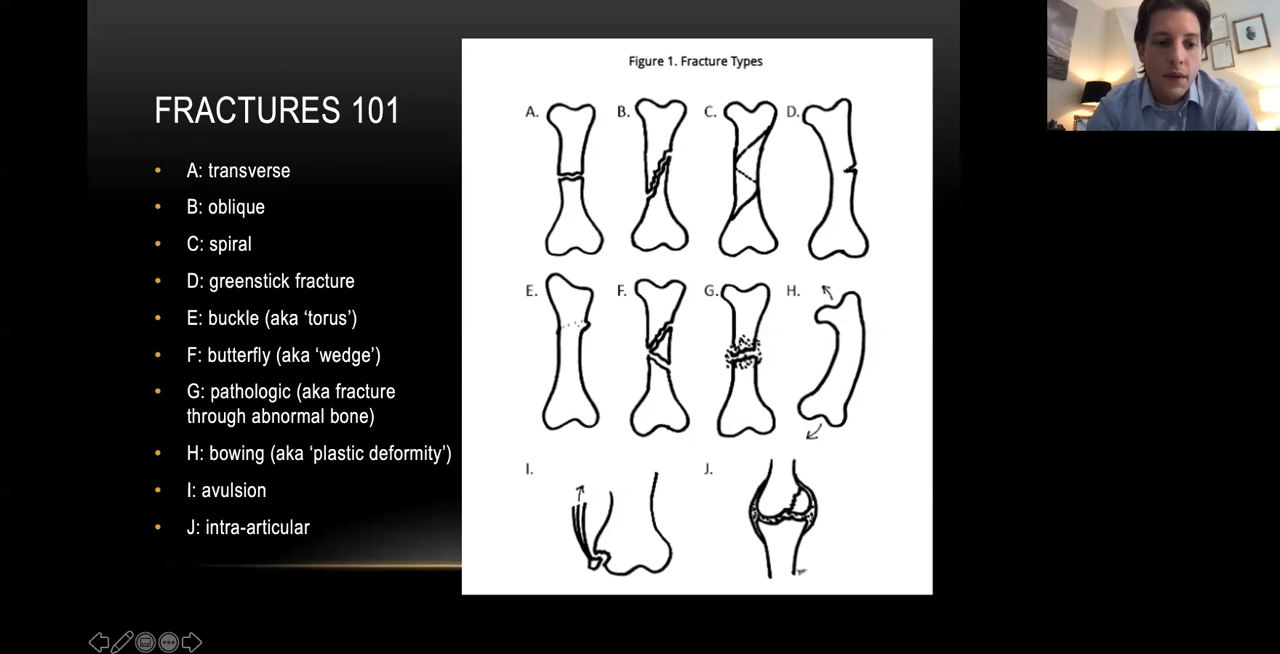 FRACTURES 101
• A: transverse
• B: oblique
• C: spiral
• D: greenstick fracture
• E: buckle (aka ‘torus’)
• F: butterfly (aka ‘wedge’)
• G: pathologic (aka fracture
through abnormal bone)
• H: bowing (aka ‘plastic deformity’)
• I: avulsion
• J: intra-articular
Figure 1. Fracture Types
A. B. C. D.
E. F. G. H.
I. J.